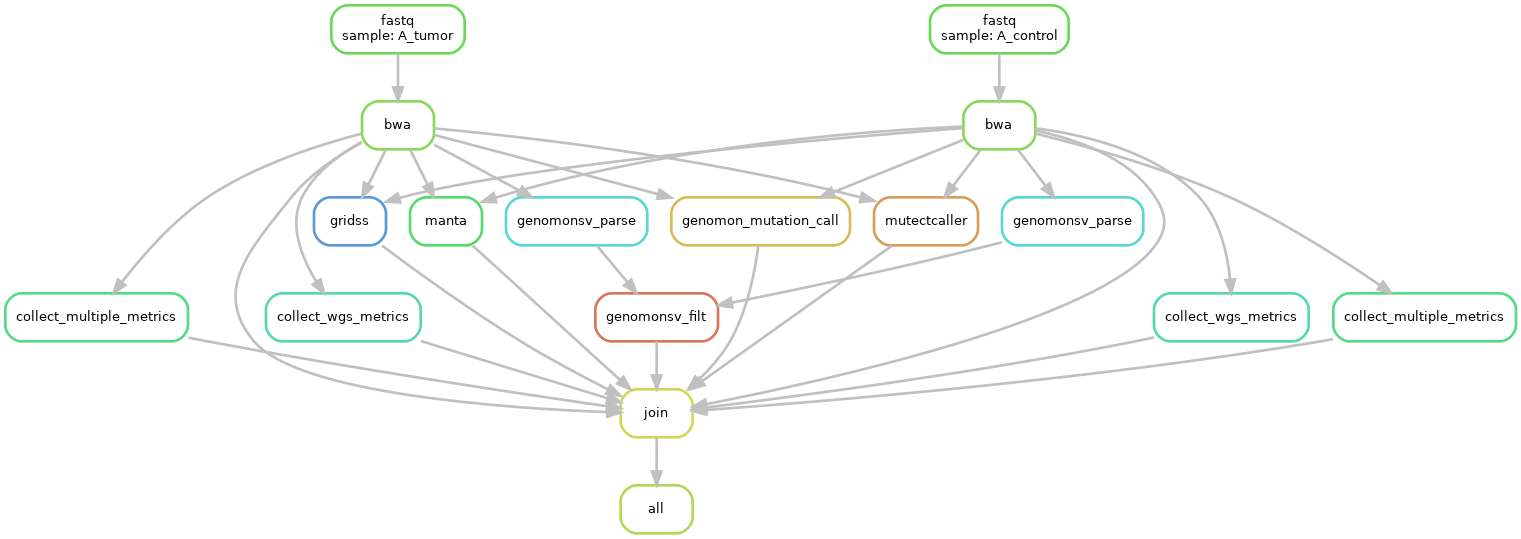 fastq
sample: A_tumor
fastq
sample: A_control
bwa
bwa
gridss
manta
genomonsv_parse
genomon_mutation_call
mutectcaller
genomonsv_parse
collect_multiple_metrics
collect_wgs_metrics
genomonsv_filt
collect_wgs_metrics
collect_multiple_metrics
join
all